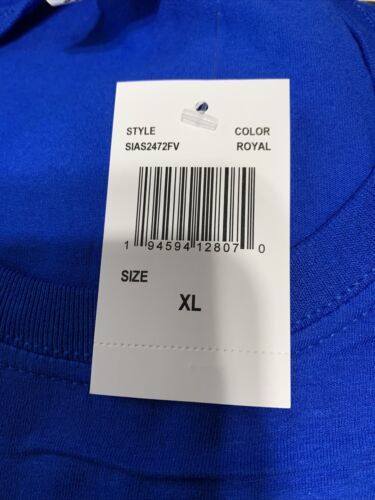 STYLE COLOR
SIAS2472FV ROYAL
1 94594 12807 0
SIZE
XL